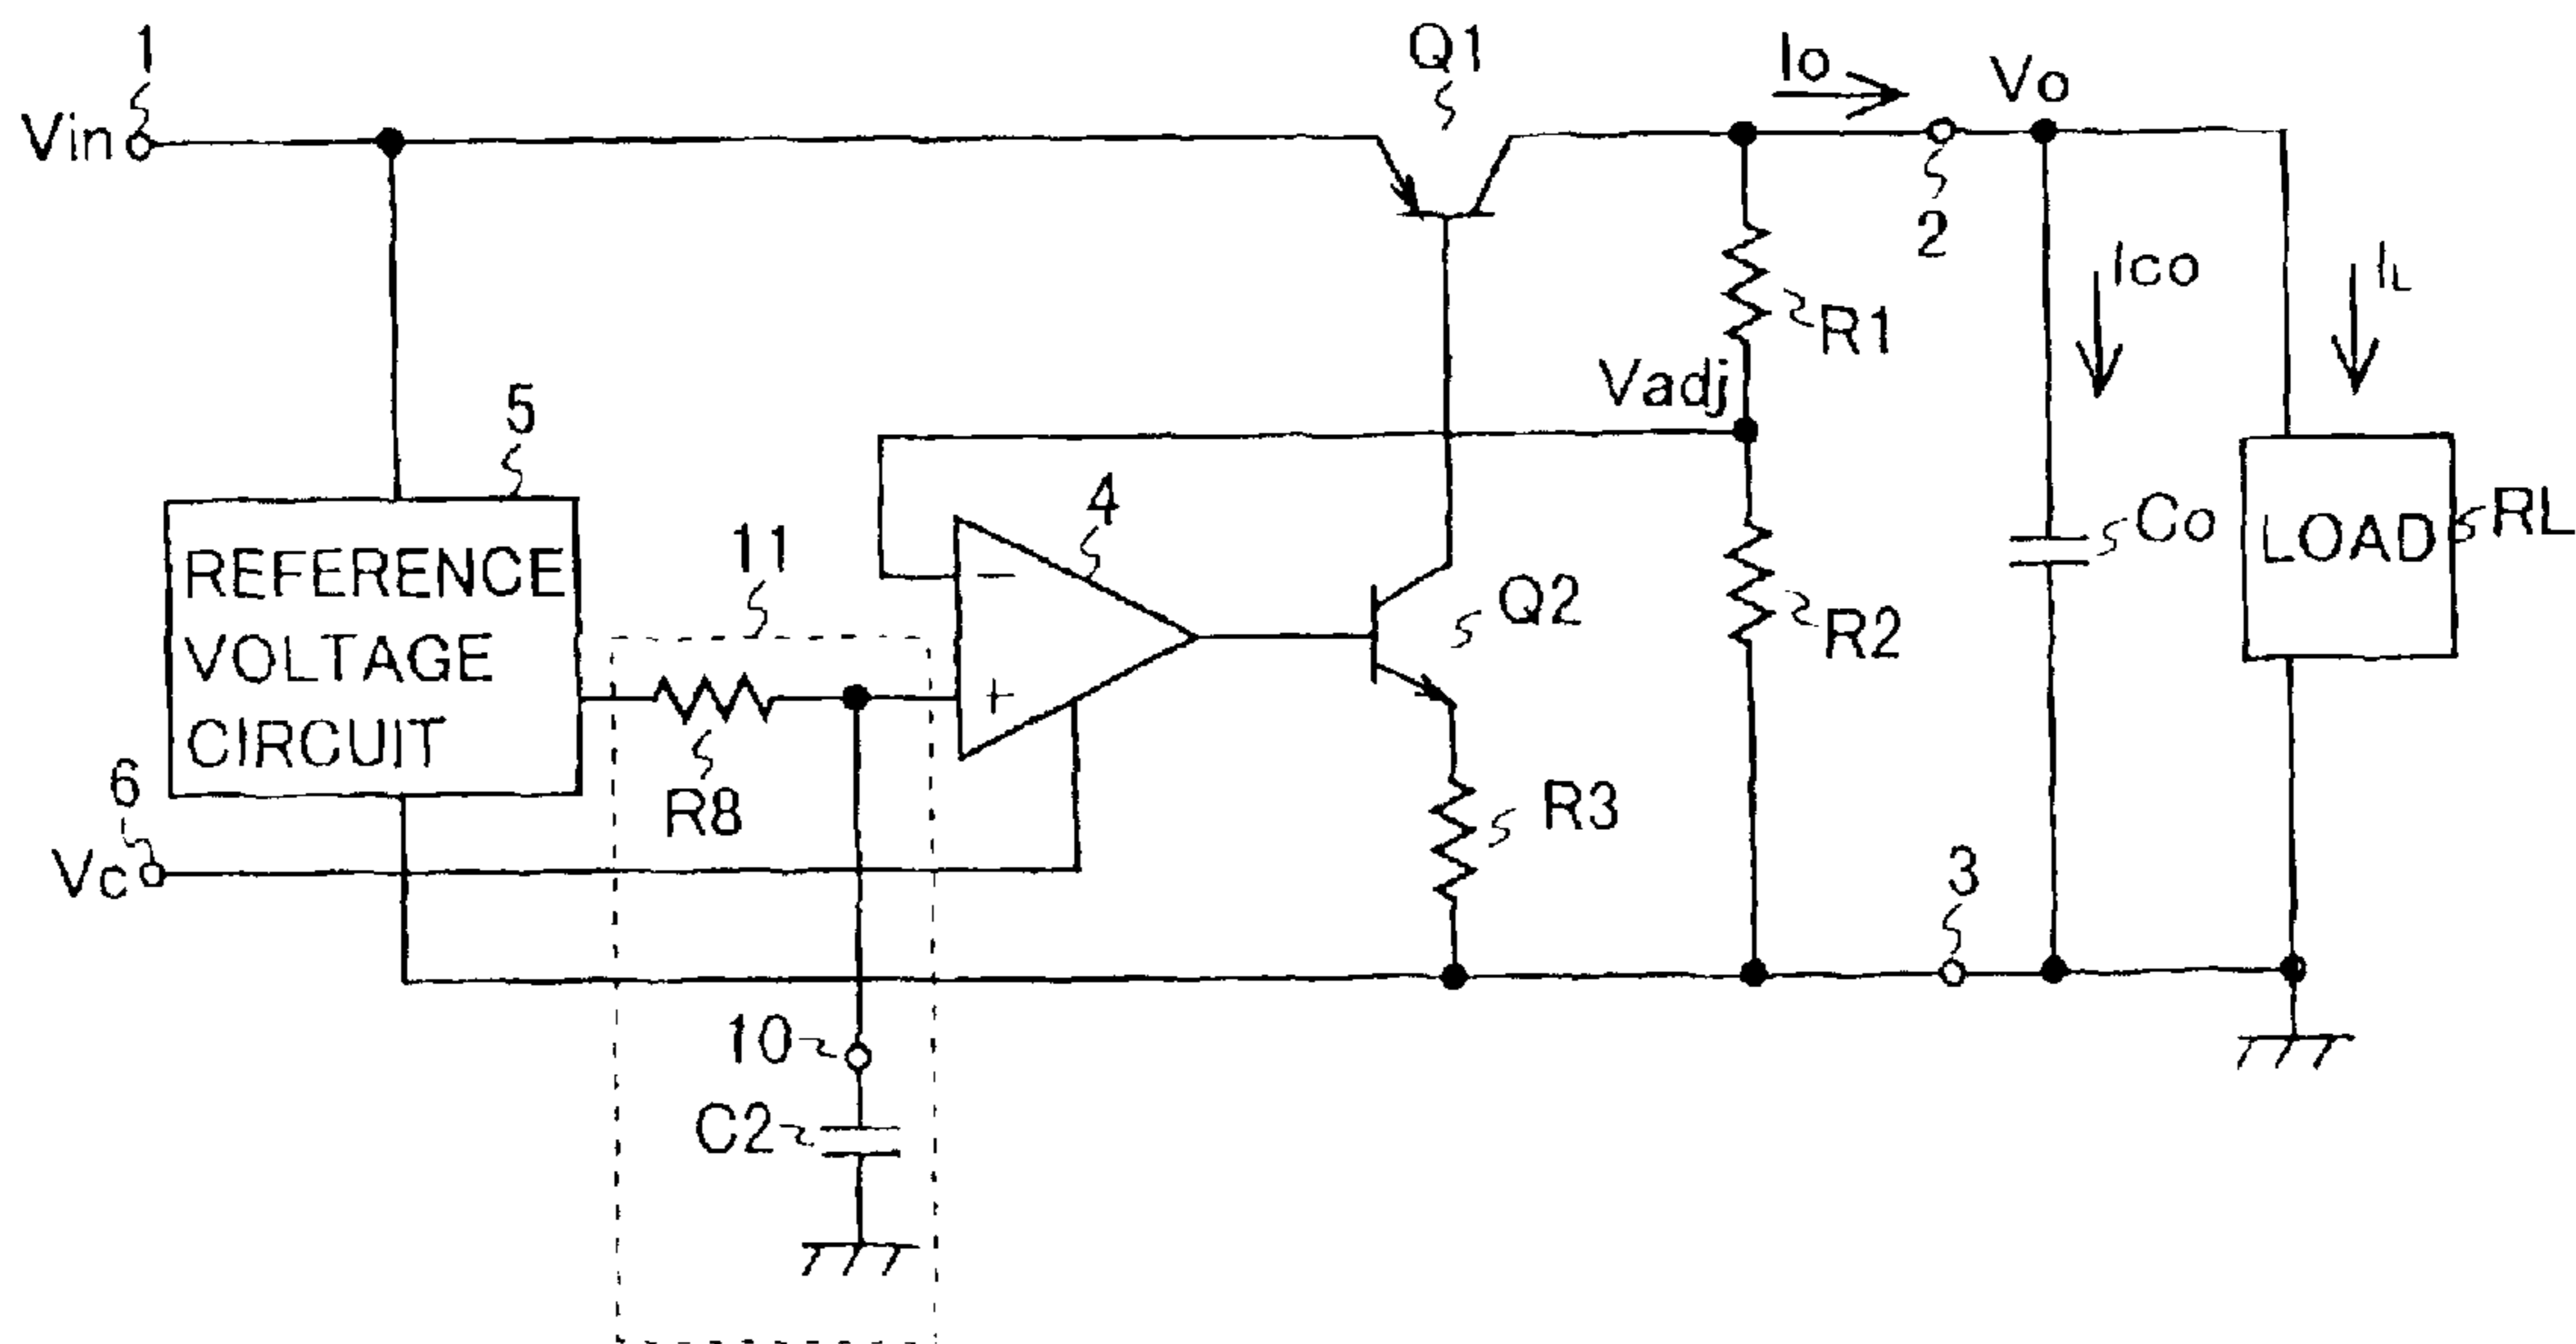 1
Vin
Q1
Io
Vo
2
R1
Ico
IL
Vadj
5
REFERENCE
VOLTAGE
CIRCUIT
11
4
−
+
Q2
R2
Co
LOAD
RL
R8
R3
6
Vc
3
10
C2